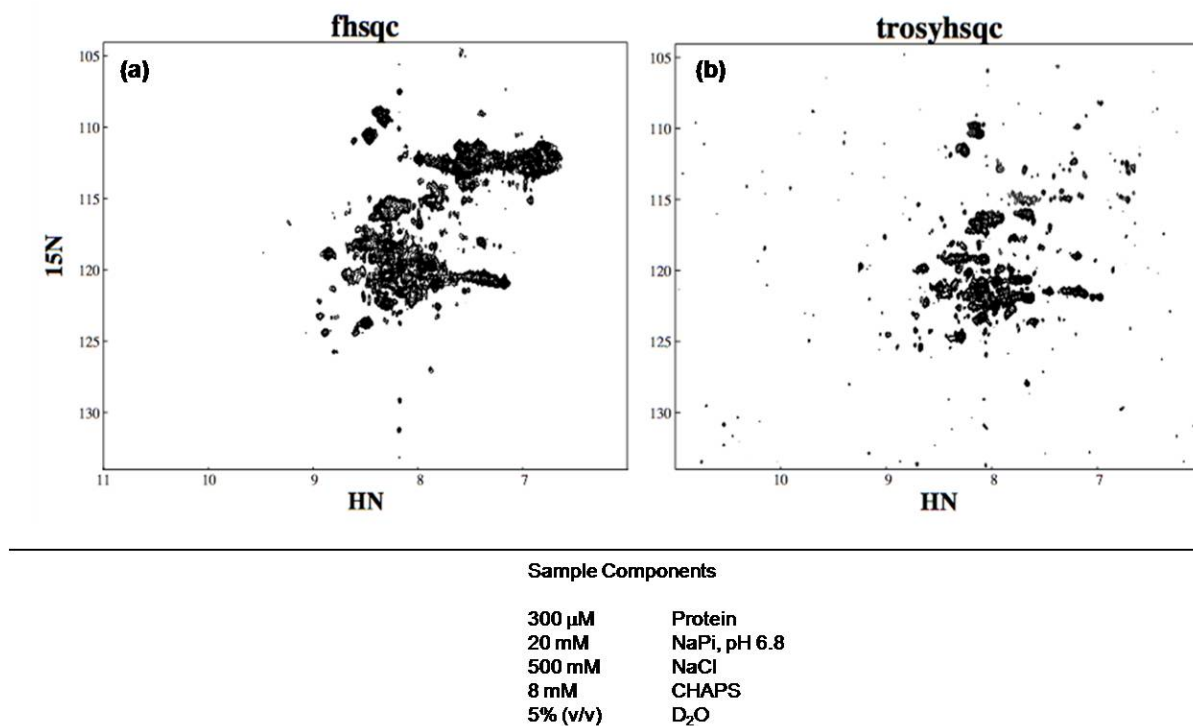 fhsqc
trosyhsqc
(a)
(b)
105
110
115
120
125
130
15N
11
10
9
8
7
HN
105
110
115
120
125
130
10
9
8
7
HN
Sample Components
300 μM Protein
20 mM NaPi, pH 6.8
500 mM NaCl
8 mM CHAPS
5% (v/v) D₂O